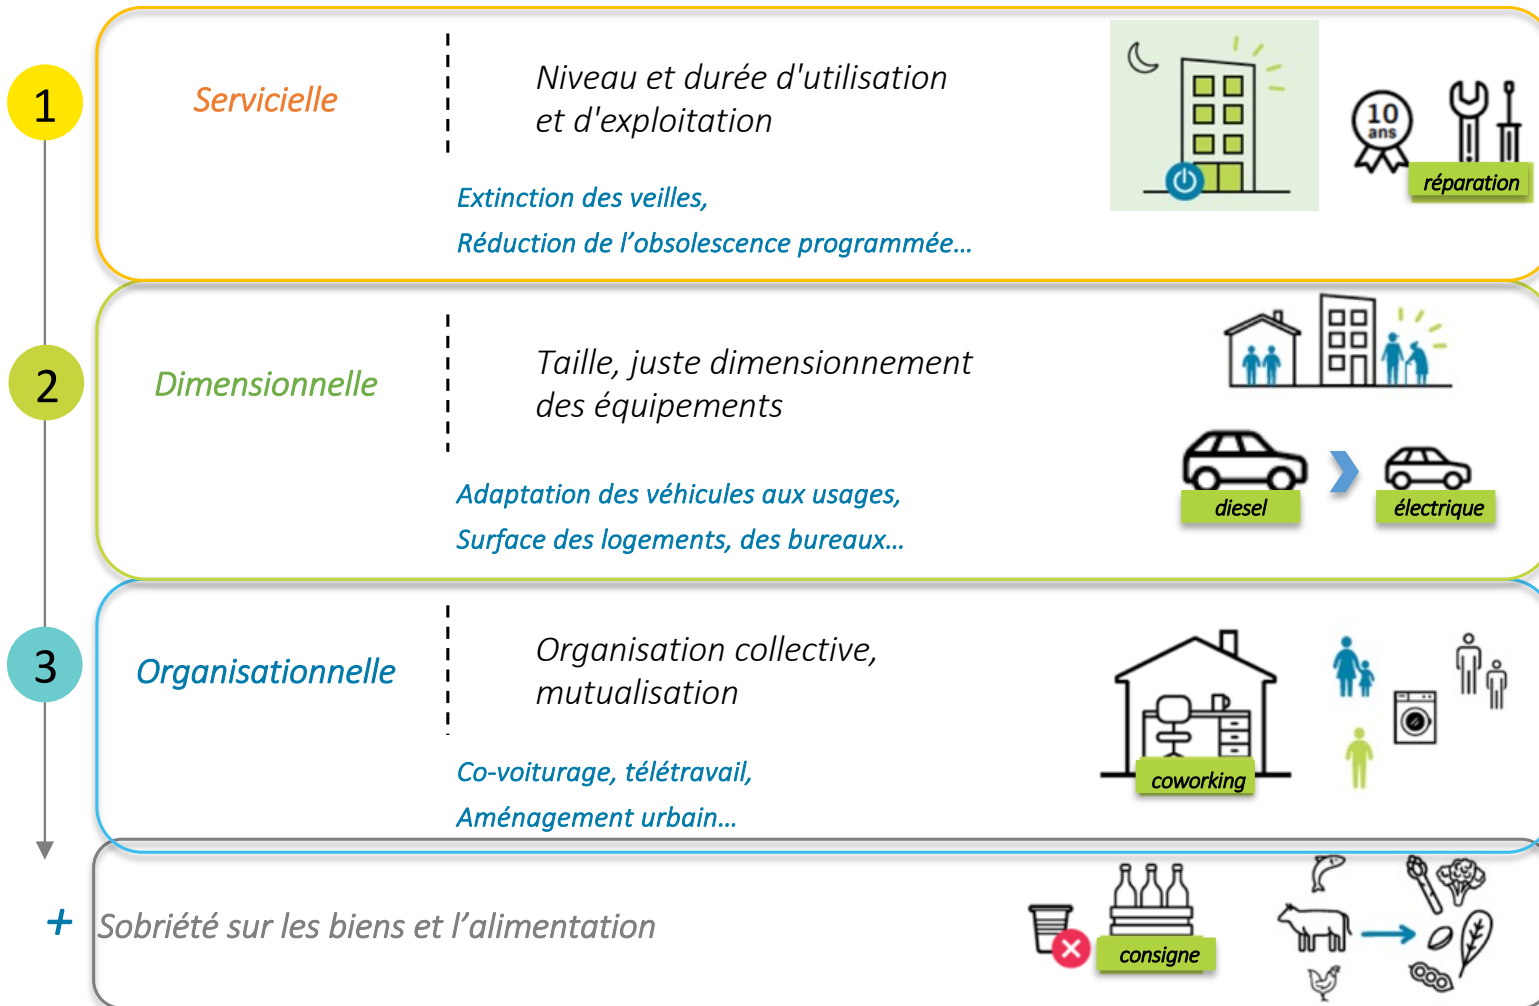 1
Servicielle
Niveau et durée d'utilisation
et d'exploitation
Extinction des veilles,
Réduction de l’obsolescence programmée…
10
ans
réparation
2
Dimensionnelle
Taille, juste dimensionnement
des équipements
Adaptation des véhicules aux usages,
Surface des logements, des bureaux…
diesel
électrique
3
Organisationnelle
Organisation collective,
mutualisation
Co-voiturage, télétravail,
Aménagement urbain…
coworking
+ Sobriété sur les biens et l’alimentation
consigne